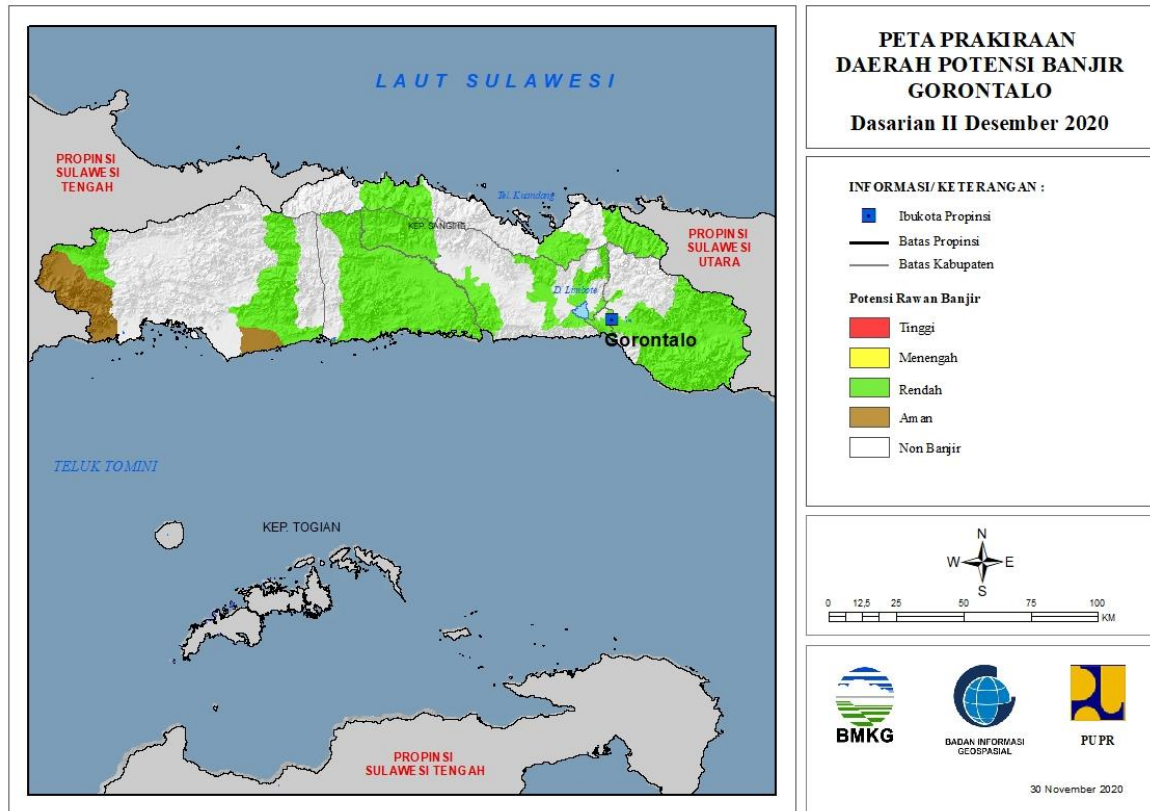 LAUT SULAWESI
PROPINSI
SULAWESI
TENGAH
Tel. Kuandang
KEP. SANGIHE
PROPINSI
SULAWESI
UTARA
D. Limboto
Gorontalo
TELUK TOMINI
KEP. TOGIAN
PROPINSI
SULAWESI TENGAH
PETA PRAKIRAAN
DAERAH POTENSI BANJIR
GORONTALO
Dasarian II Desember 2020
INFORMASI/ KETERANGAN :
Ibukota Propinsi
Batas Propinsi
Batas Kabupaten
Potensi Rawan Banjir
Tinggi
Menengah
Rendah
Aman
Non Banjir
N
W E
S
0 12,5 25 50 75 100
KM
BMKG
BADAN INFORMASI
GEOSPASIAL
PUPR
30 November 2020